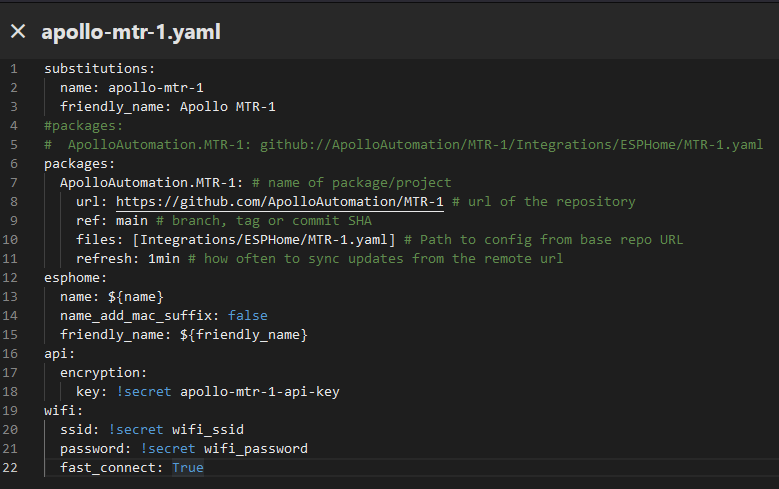 ✕ apollo-mtr-1.yaml
1 substitutions:
2   name: apollo-mtr-1
3   friendly_name: Apollo MTR-1
4 #packages:
5 #  ApolloAutomation.MTR-1: github://ApolloAutomation/MTR-1/Integrations/ESPHome/MTR-1.yaml
6 packages:
7   ApolloAutomation.MTR-1: # name of package/project
8     url: https://github.com/ApolloAutomation/MTR-1 # url of the repository
9     ref: main # branch, tag or commit SHA
10     files: [Integrations/ESPHome/MTR-1.yaml] # Path to config from base repo URL
11     refresh: 1min # how often to sync updates from the remote url
12 esphome:
13   name: ${name}
14   name_add_mac_suffix: false
15   friendly_name: ${friendly_name}
16 api:
17   encryption:
18     key: !secret apollo-mtr-1-api-key
19 wifi:
20   ssid: !secret wifi_ssid
21   password: !secret wifi_password
22   fast_connect: True